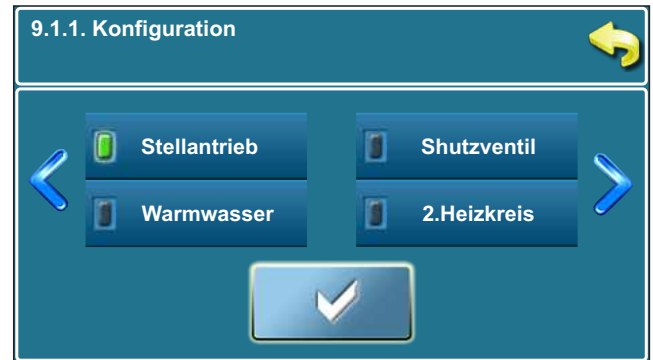 9.1.1. Konfiguration
Stellantrieb
Shutzventil
Warmwasser
2.Heizkreis